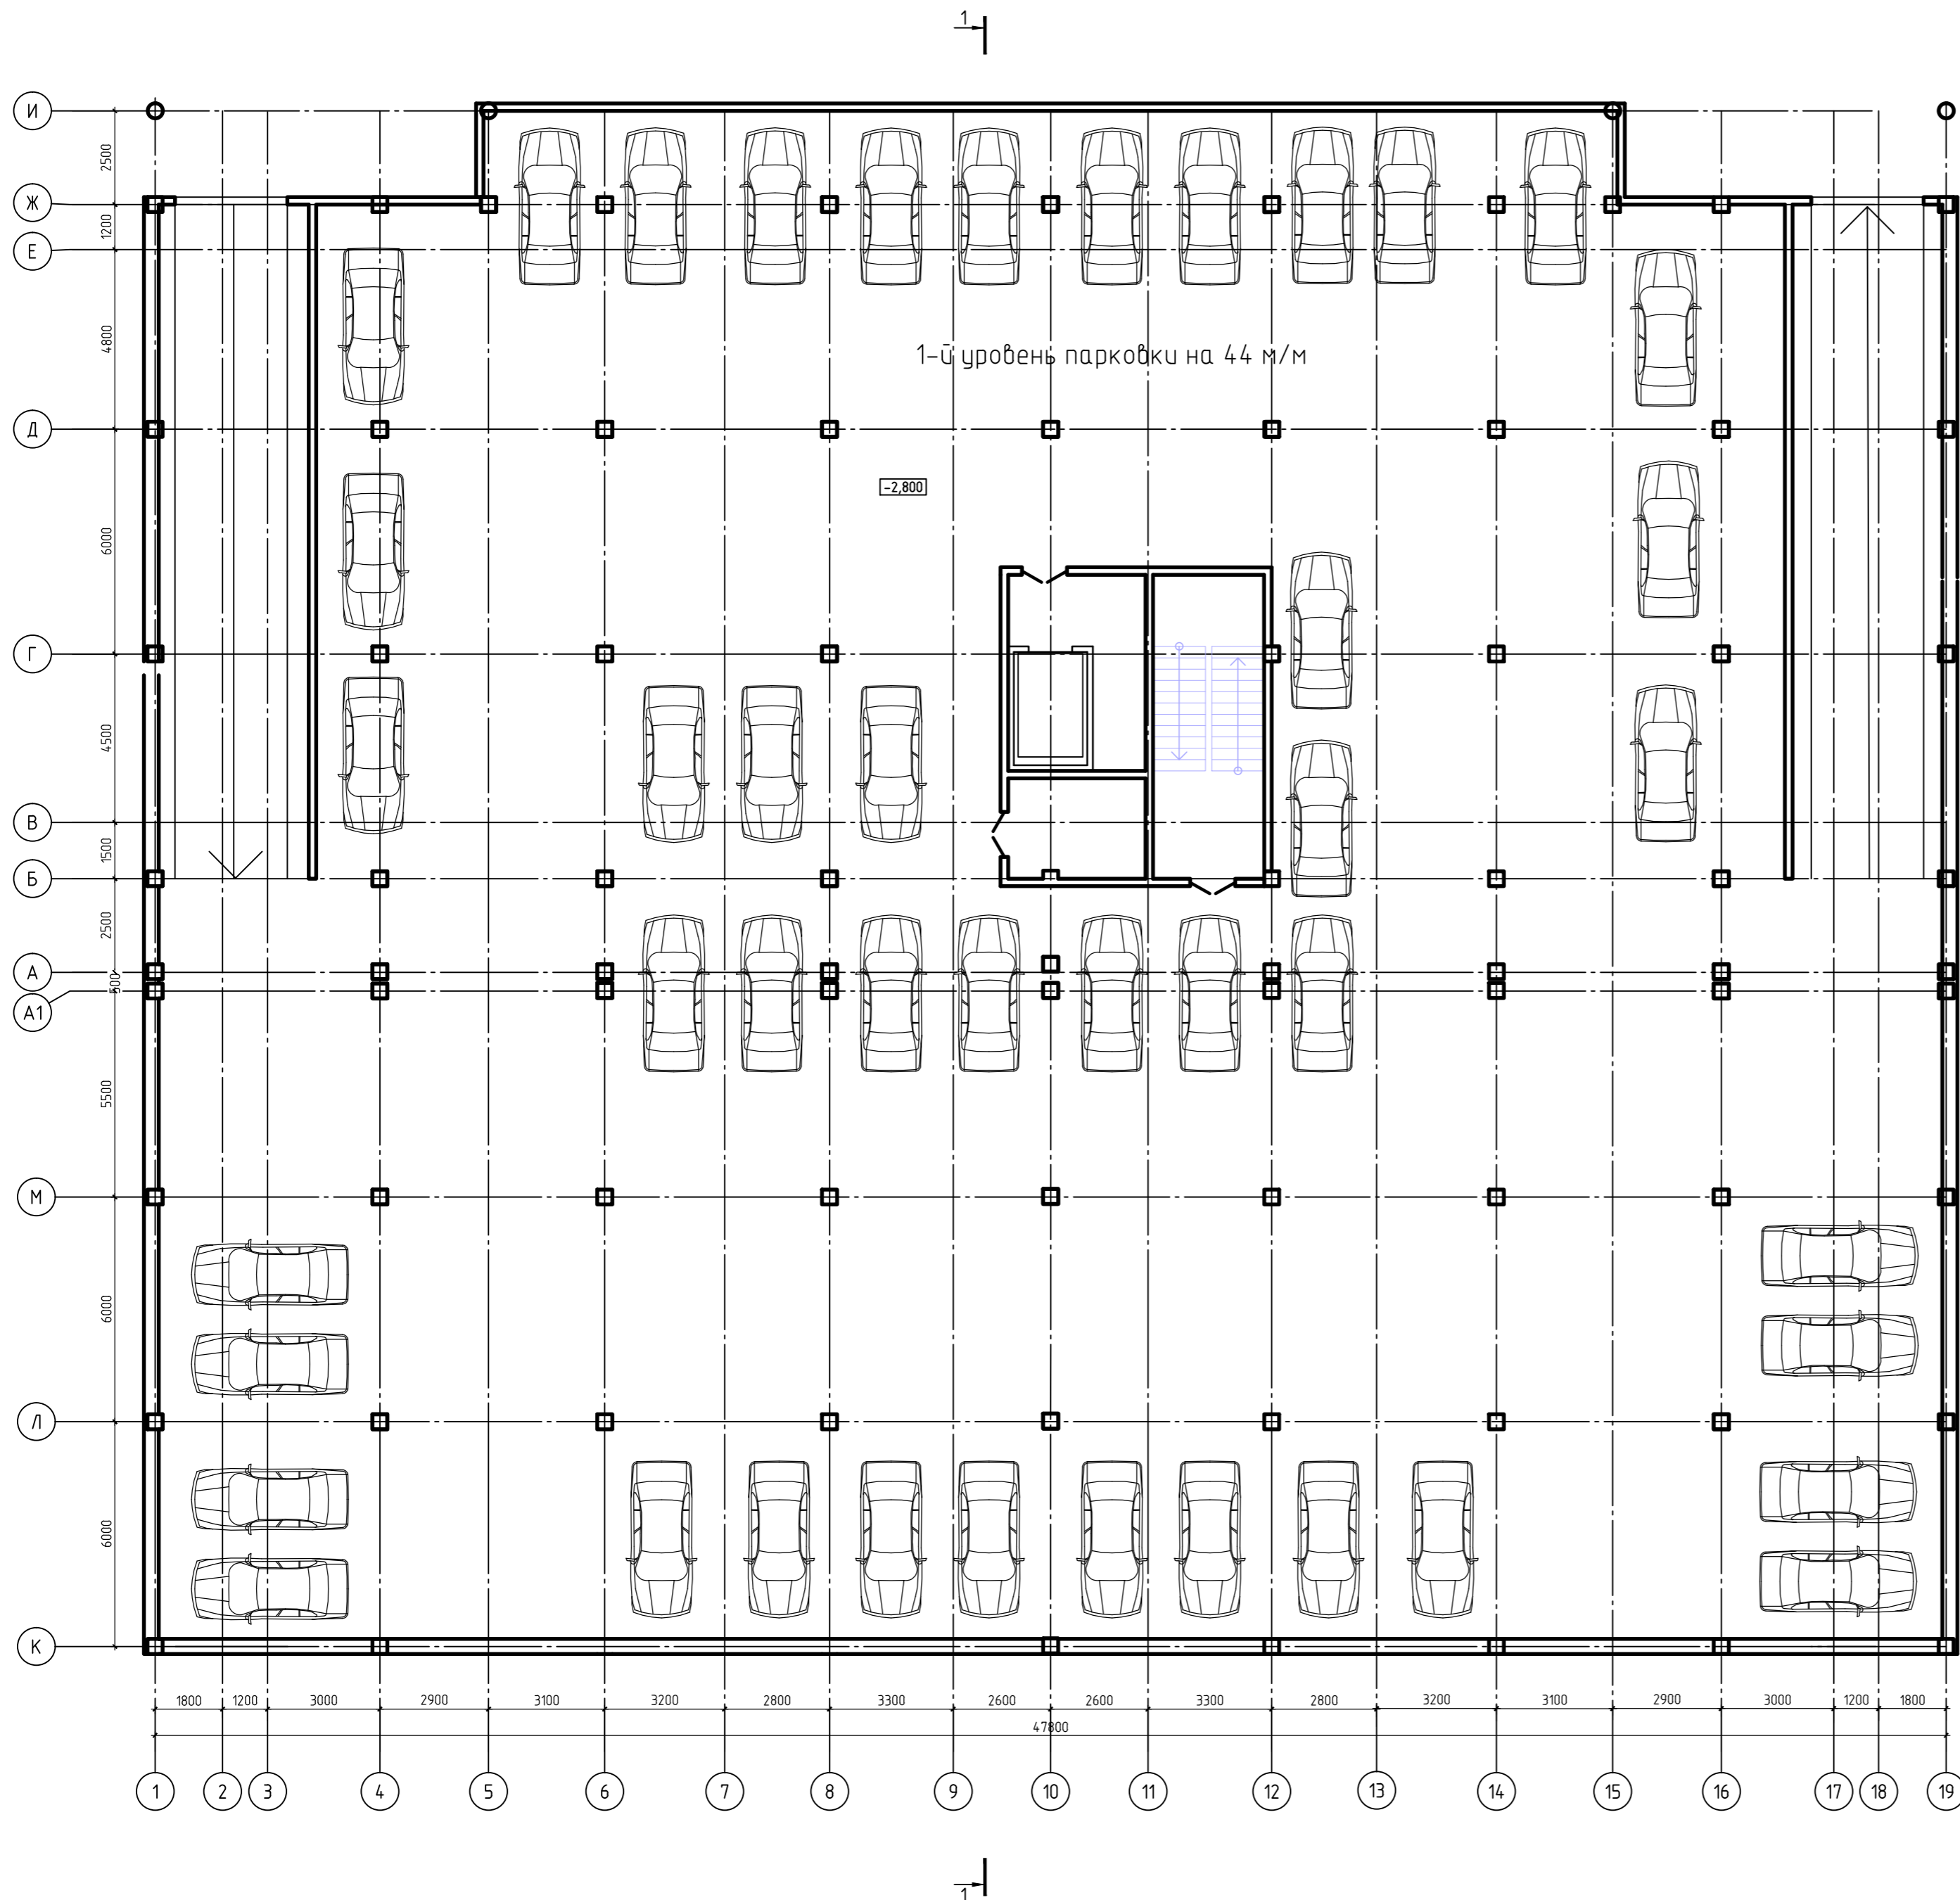 1
И
2500
Ж
1200
Е
4800
1-й уровень парковки на 44 м/м
Д
-2,800
6000
Г
4500
В
1500
Б
2500
А
500
А1
5500
М
6000
Л
6000
К
1800 1200 3000 2900 3100 3200 2800 3300 2600 2600 3300 2800 3200 3100 2900 3000 1200 1800
47800
1 2 3 4 5 6 7 8 9 10 11 12 13 14 15 16 17 18 19
1